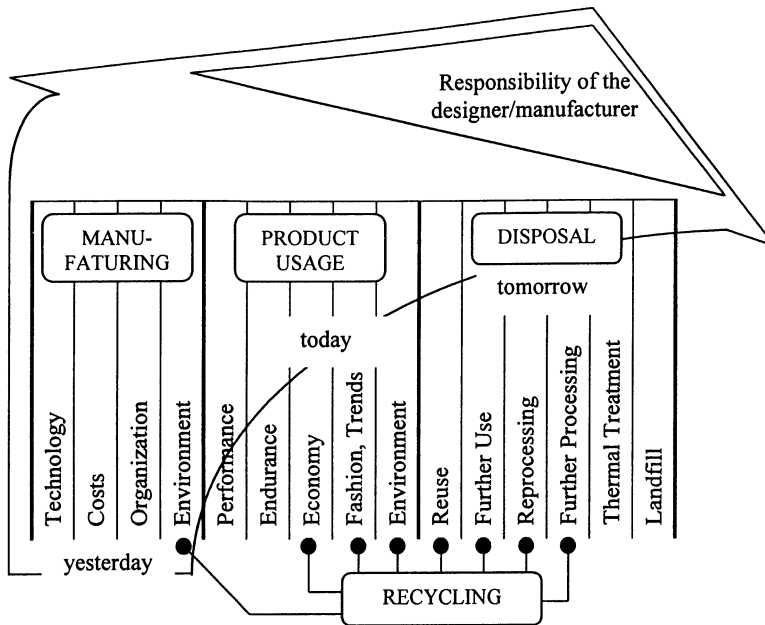 Responsibility of the
designer/manufacturer
MANU-
FATURING
PRODUCT
USAGE
DISPOSAL
tomorrow
today
Technology
Costs
Organization
Environment
Performance
Endurance
Economy
Fashion, Trends
Environment
Reuse
Further Use
Reprocessing
Further Processing
Thermal Treatment
Landfill
yesterday
RECYCLING